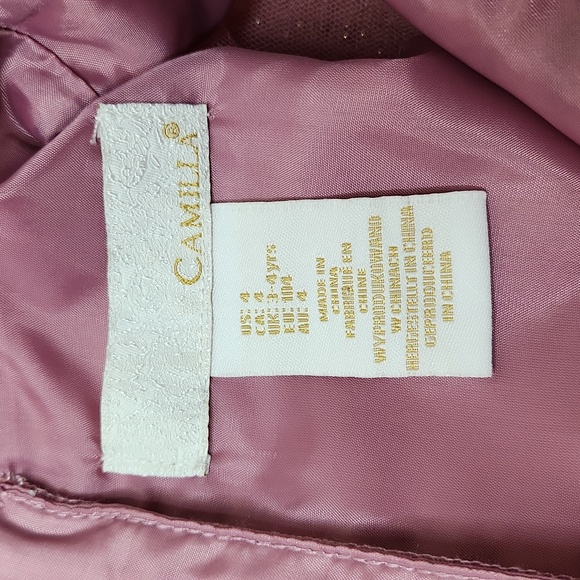 CAMILLA®
US: 4
CA: 4
UK: 3-4yrs
EU: 104
AU: 4
MADE IN
CHINA
FABRIQUE EN
CHINE
WYPRODUKOWANO
W CHINACH
HERGESTELLT IN CHINA
GEPRODUCEERD
IN CHINA